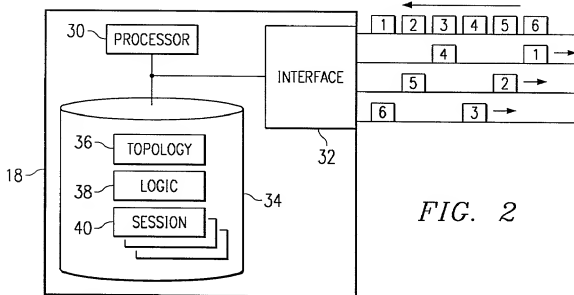 1 2 3 4 5 6
30
PROCESSOR
4 1
INTERFACE
5 2
6 3
32
36
TOPOLOGY
18
38
LOGIC
34
40
SESSION
FIG. 2